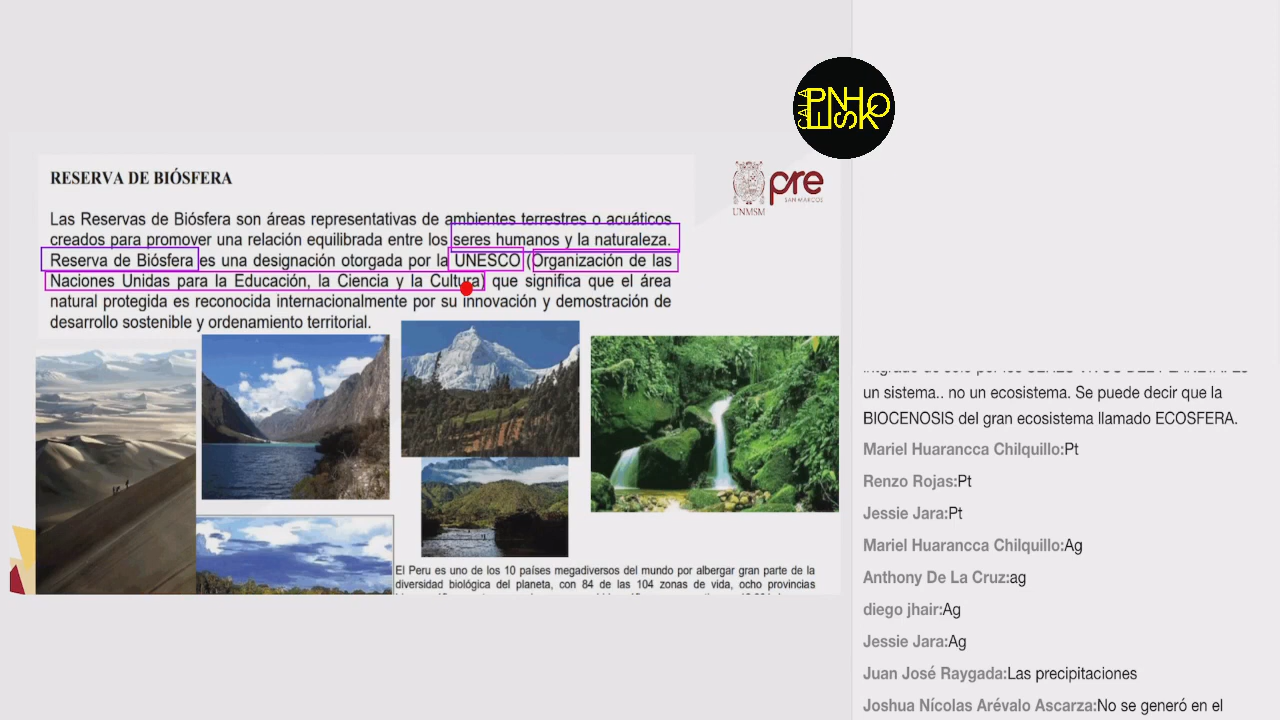 CALA
PENHSKO
RESERVA DE BIÓSFERA
pre
SAN MARCOS
UNMSM
Las Reservas de Biósfera son áreas representativas de ambientes terrestres o acuáticos
creados para promover una relación equilibrada entre los seres humanos y la naturaleza.
Reserva de Biósfera es una designación otorgada por la UNESCO (Organización de las
Naciones Unidas para la Educación, la Ciencia y la Cultura) que significa que el área
natural protegida es reconocida internacionalmente por su innovación y demostración de
desarrollo sostenible y ordenamiento territorial.
El Peru es uno de los 10 países megadiversos del mundo por albergar gran parte de la
diversidad biológica del planeta, con 84 de las 104 zonas de vida, ocho provincias
un sistema.. no un ecosistema. Se puede decir que la
BIOCENOSIS del gran ecosistema llamado ECOSFERA.
Mariel Huarancca Chilquillo:Pt
Renzo Rojas:Pt
Jessie Jara:Pt
Mariel Huarancca Chilquillo:Ag
Anthony De La Cruz:ag
diego jhair:Ag
Jessie Jara:Ag
Juan José Raygada:Las precipitaciones
Joshua Nícolas Arévalo Ascarza:No se generó en el